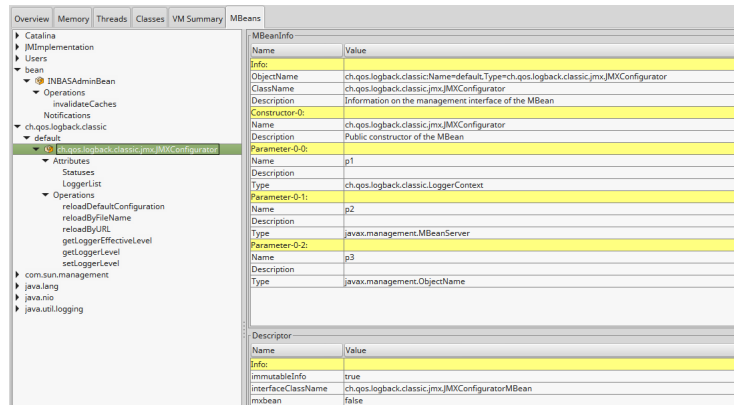 Overview Memory Threads Classes VM Summary MBeans
Catalina
JMImplementation
Users
bean
INBASAdminBean
Operations
invalidateCaches
Notifications
ch.qos.logback.classic
default
ch.qos.logback.classic.jmx.JMXConfigurator
Attributes
Statuses
LoggerList
Operations
reloadDefaultConfiguration
reloadByFileName
reloadByURL
getLoggerEffectiveLevel
getLoggerLevel
setLoggerLevel
com.sun.management
java.lang
java.nio
java.util.logging
MBeanInfo
Name Value
Info:
ObjectName ch.qos.logback.classic:Name=default,Type=ch.qos.logback.classic.jmx.JMXConfigurator
ClassName ch.qos.logback.classic.jmx.JMXConfigurator
Description Information on the management interface of the MBean
Constructor-0:
Name ch.qos.logback.classic.jmx.JMXConfigurator
Description Public constructor of the MBean
Parameter-0-0:
Name p1
Description
Type ch.qos.logback.classic.LoggerContext
Parameter-0-1:
Name p2
Description
Type javax.management.MBeanServer
Parameter-0-2:
Name p3
Description
Type javax.management.ObjectName
Descriptor
Name Value
Info:
immutableInfo true
interfaceClassName ch.qos.logback.classic.jmx.JMXConfiguratorMBean
mxbean false